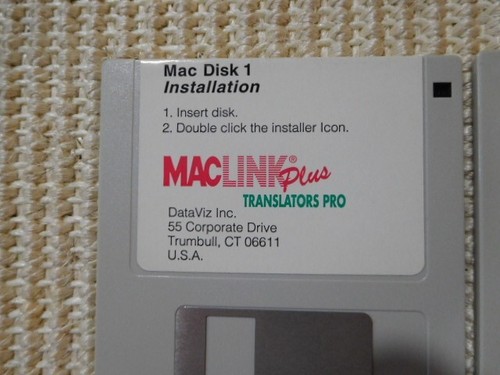 Mac Disk 1
Installation
1. Insert disk.
2. Double click the installer Icon.
MACLINK® Plus
TRANSLATORS PRO
DataViz Inc.
55 Corporate Drive
Trumbull, CT 06611
U.S.A.